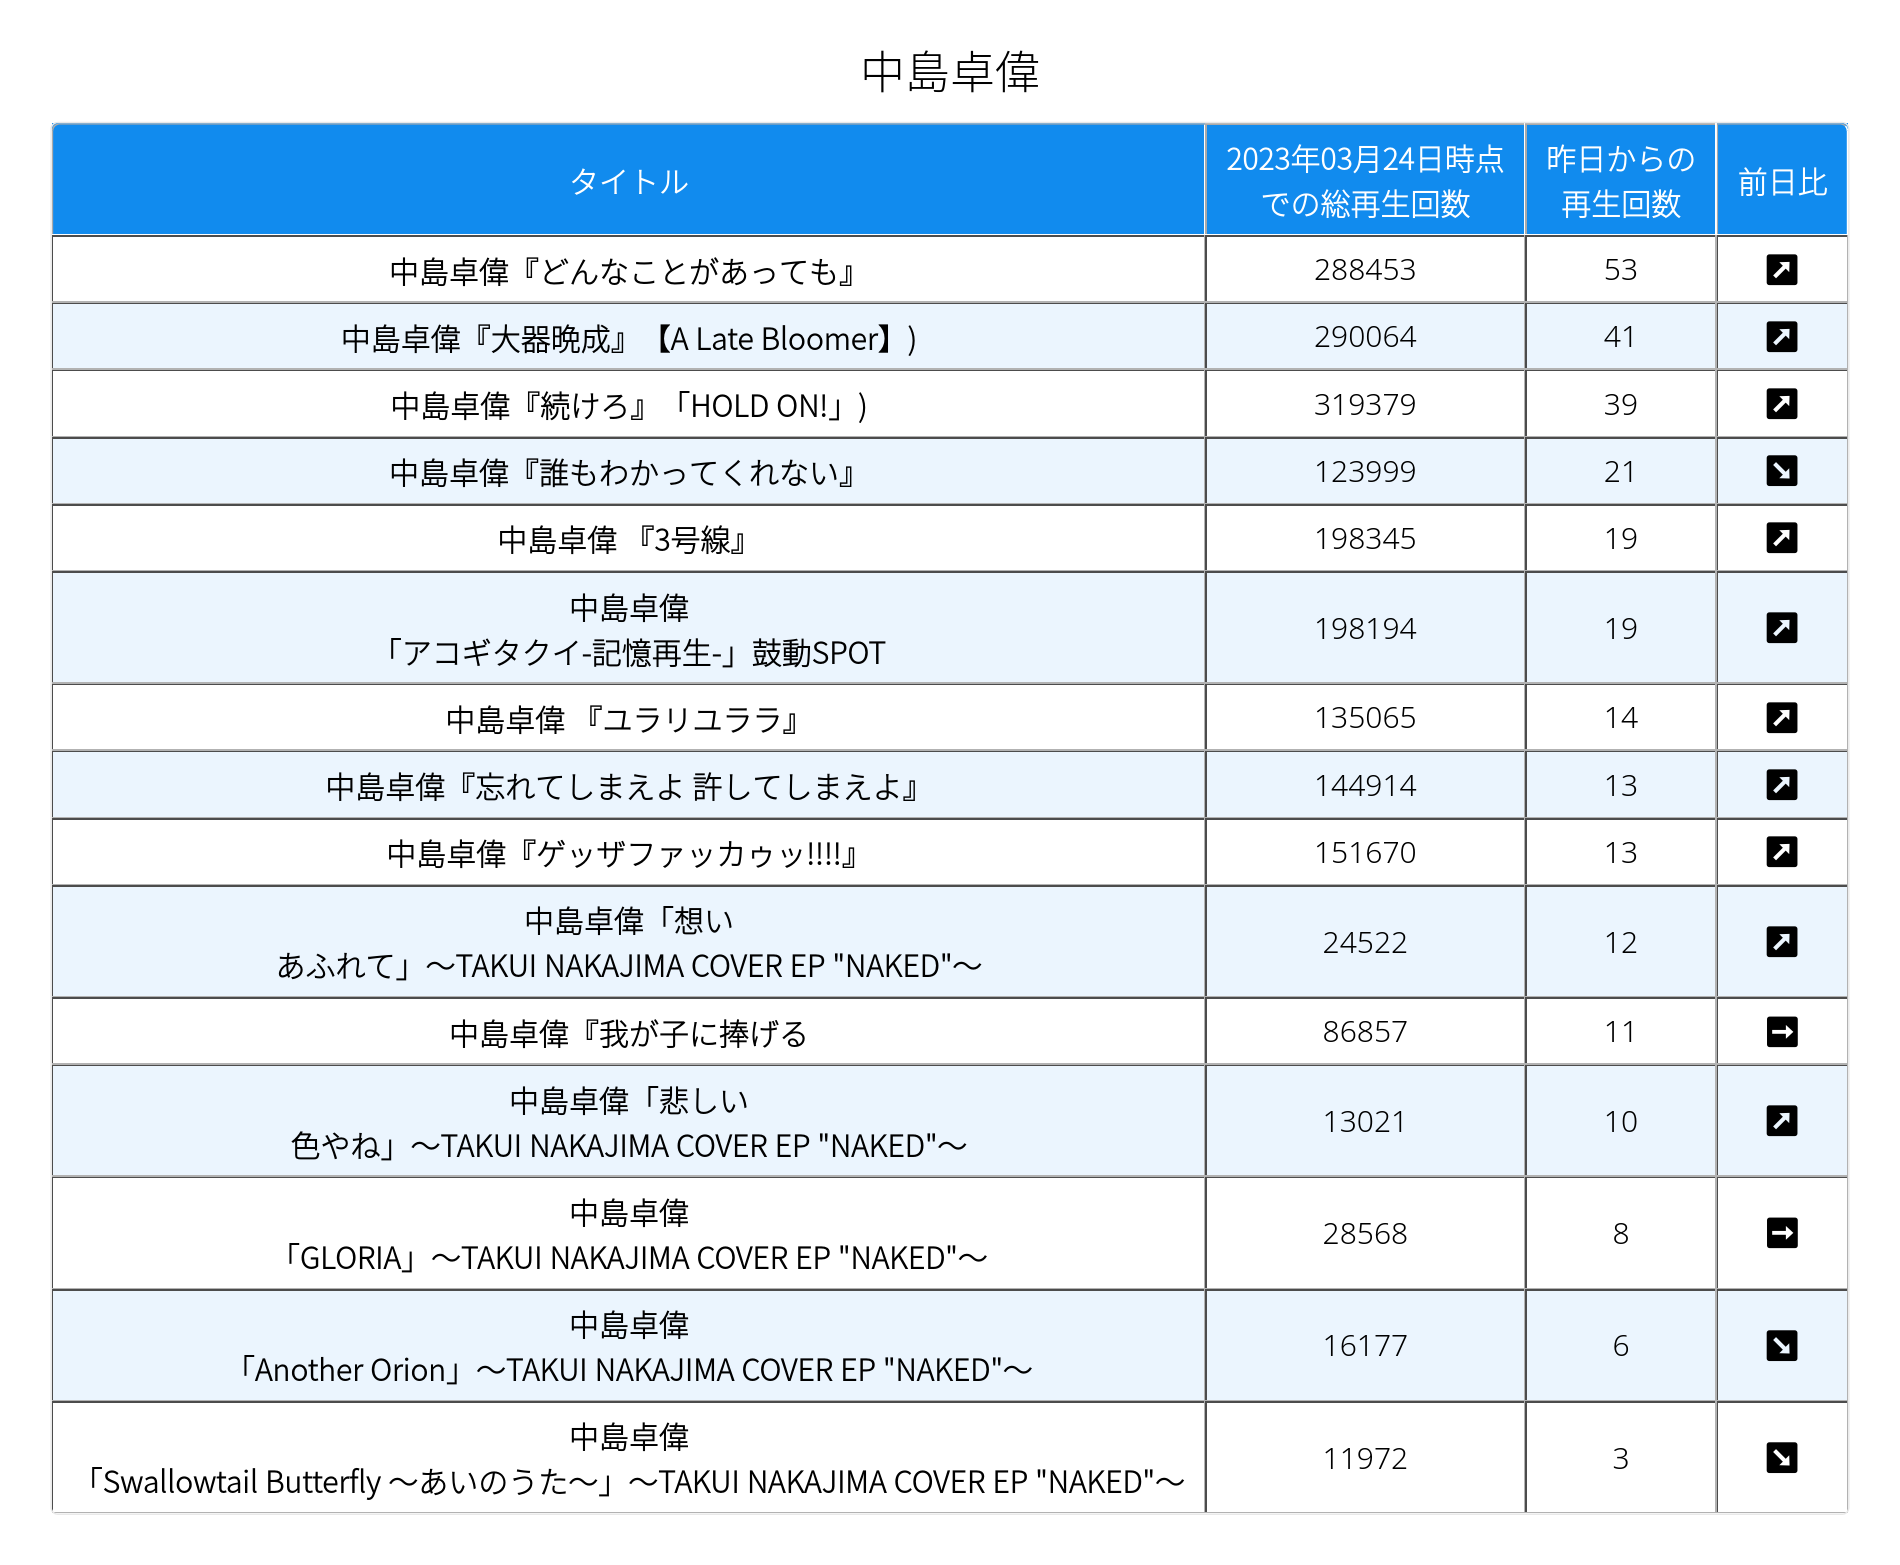 中島卓偉
タイトル
2023年03月24日時点
での総再生回数
昨日からの
再生回数
前日比
中島卓偉『どんなことがあっても』 288453 53
中島卓偉『大器晩成』【A Late Bloomer】) 290064 41
中島卓偉『続けろ』「HOLD ON!」) 319379 39
中島卓偉『誰もわかってくれない』 123999 21
中島卓偉 『3号線』 198345 19
中島卓偉
「アコギタクイ-記憶再生-」鼓動SPOT 198194 19
中島卓偉 『ユラリユララ』 135065 14
中島卓偉『忘れてしまえよ 許してしまえよ』 144914 13
中島卓偉『ゲッザファッカゥッ!!!!』 151670 13
中島卓偉「想い
あふれて」〜TAKUI NAKAJIMA COVER EP "NAKED"〜 24522 12
中島卓偉『我が子に捧げる 86857 11
中島卓偉「悲しい
色やね」〜TAKUI NAKAJIMA COVER EP "NAKED"〜 13021 10
中島卓偉
「GLORIA」〜TAKUI NAKAJIMA COVER EP "NAKED"〜 28568 8
中島卓偉
「Another Orion」〜TAKUI NAKAJIMA COVER EP "NAKED"〜 16177 6
中島卓偉
「Swallowtail Butterfly 〜あいのうた〜」〜TAKUI NAKAJIMA COVER EP "NAKED"〜 11972 3